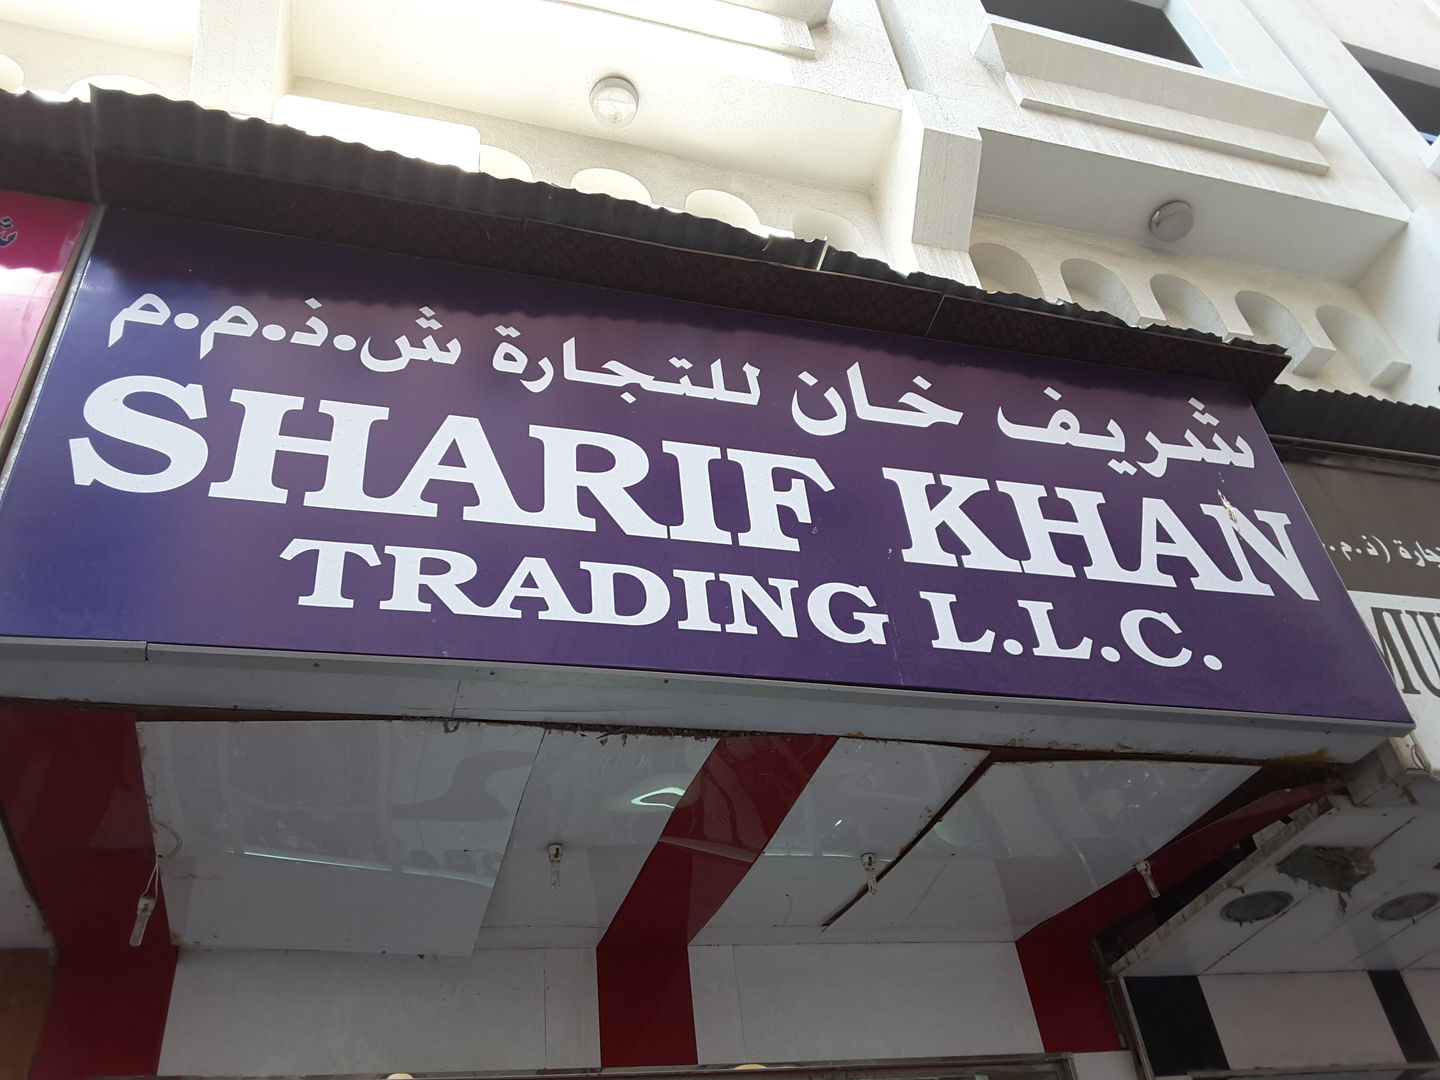 شريف خان للتجارة ش.ذ.م.م
SHARIF KHAN
TRADING L.L.C.